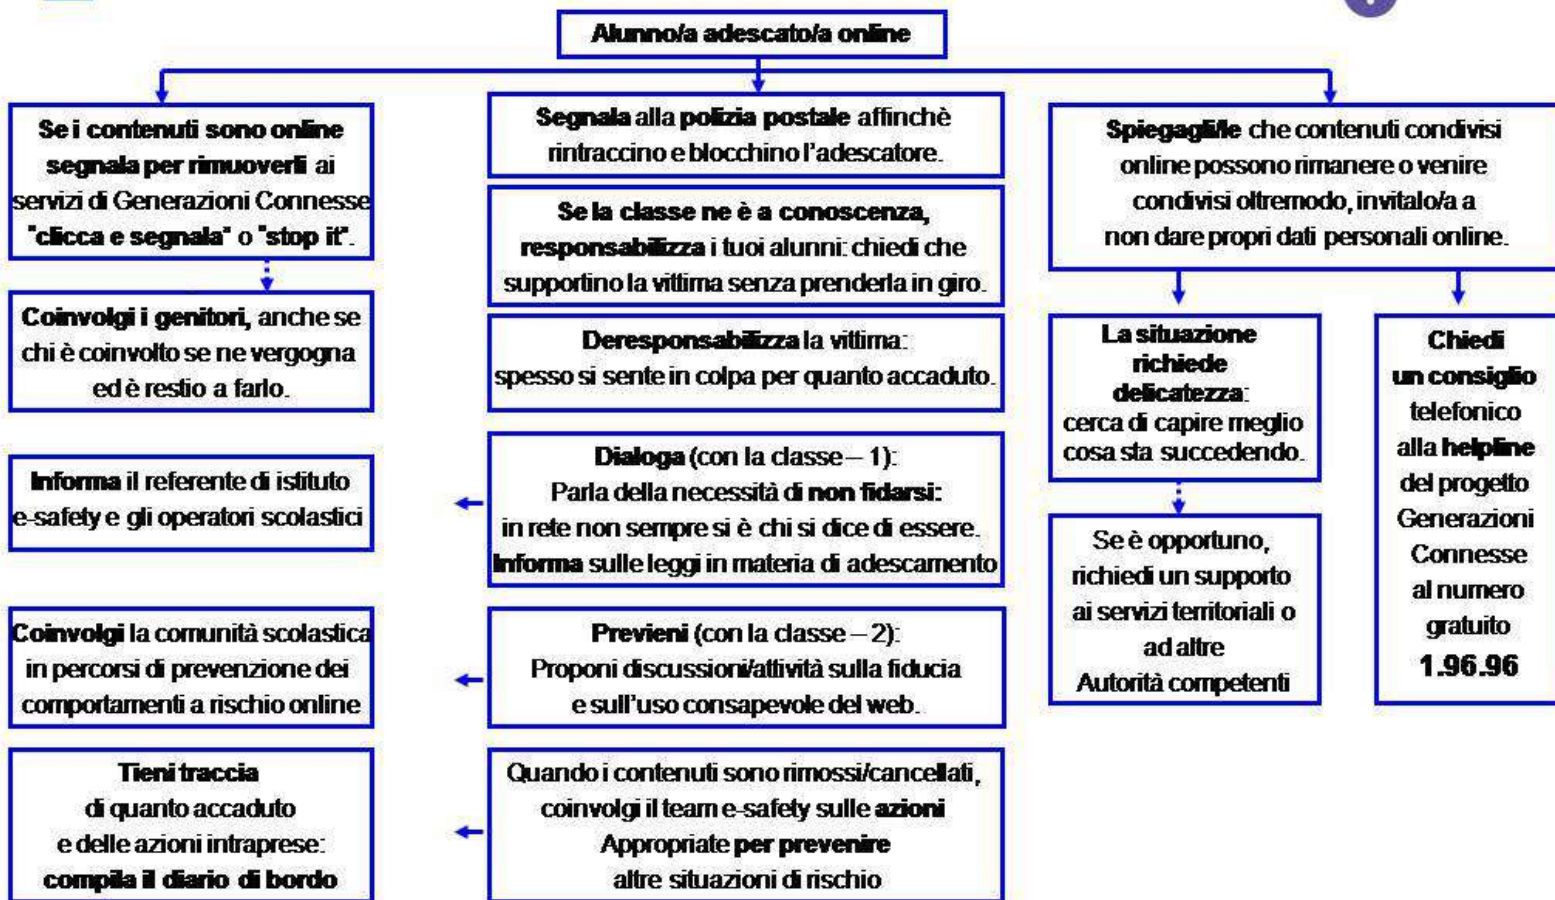 Alunno/a adescato/a online
Se i contenuti sono online
segnala per rimuoverli ai
servizi di Generazioni Connesse
"clicca e segnala" o "stop it".
Coinvolgi i genitori, anche se
chi è coinvolto se ne vergogna
ed è restio a farlo.
Informa il referente di istituto
e-safety e gli operatori scolastici
Coinvolgi la comunità scolastica
in percorsi di prevenzione dei
comportamenti a rischio online
Tieni traccia
di quanto accaduto
e delle azioni intraprese:
compila il diario di bordo
Segnala alla polizia postale affinchè
rintraccino e blocchino l'adescatore.
Se la classe ne è a conoscenza,
responsabilizza i tuoi alunni: chiedi che
supportino la vittima senza prenderla in giro.
Deresponsabilizza la vittima:
spesso si sente in colpa per quanto accaduto.
Dialoga (con la classe – 1):
Parla della necessità di non fidarsi:
in rete non sempre si è chi si dice di essere.
Informa sulle leggi in materia di adescamento
Previeni (con la classe – 2):
Proponi discussioni/attività sulla fiducia
e sull'uso consapevole del web.
Quando i contenuti sono rimossi/cancellati,
coinvolgi il team e-safety sulle azioni
Appropriate per prevenire
altre situazioni di rischio
Spiegagli/le che contenuti condivisi
online possono rimanere o venire
condivisi oltremodo, invitalo/a a
non dare propri dati personali online.
La situazione
richiede
delicatezza:
cerca di capire meglio
cosa sta succedendo.
Se è opportuno,
richiedi un supporto
ai servizi territoriali o
ad altre
Autorità competenti
Chiedi
un consiglio
telefonico
alla helpline
del progetto
Generazioni
Connesse
al numero
gratuito
1.96.96